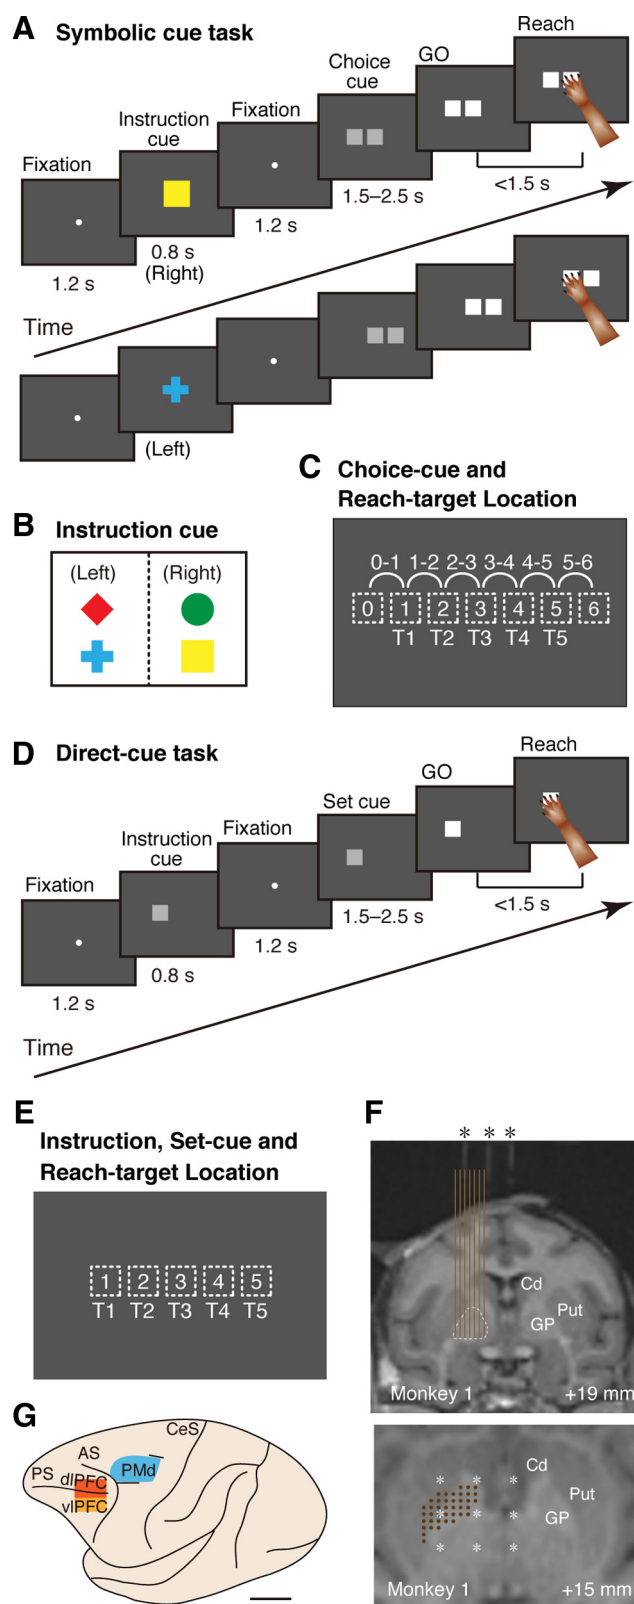 A Symbolic cue task
Reach
GO
Choice
cue
Fixation
Instruction
cue
Fixation
<1.5 s
1.5–2.5 s
1.2 s
0.8 s
(Right)
1.2 s
Time
(Left)
C Choice-cue and
Reach-target Location
B Instruction cue
(Left) (Right)
0-1 1-2 2-3 3-4 4-5 5-6
0 1 2 3 4 5 6
T1 T2 T3 T4 T5
D Direct-cue task
Reach
GO
Set cue
Fixation
Instruction
cue
Fixation
<1.5 s
1.5–2.5 s
1.2 s
0.8 s
1.2 s
Time
E
Instruction, Set-cue and
Reach-target Location
1 2 3 4 5
T1 T2 T3 T4 T5
F
* * *
Cd
Put
GP
Monkey 1 +19 mm
G
CeS
AS
PS
PMd
dlPFC
vlPFC
* * *
Cd
Put
* * *
GP
* * *
Monkey 1 +15 mm